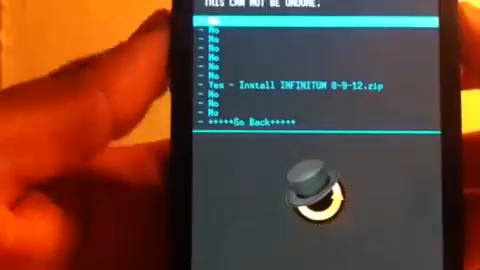 THIS CAN NOT BE UNDONE.
- No
- No
- No
- No
- No
- No
- No
- Yes - Install INFINITUM 8-9-12.zip
- No
- No
- No
- *****Go Back*****